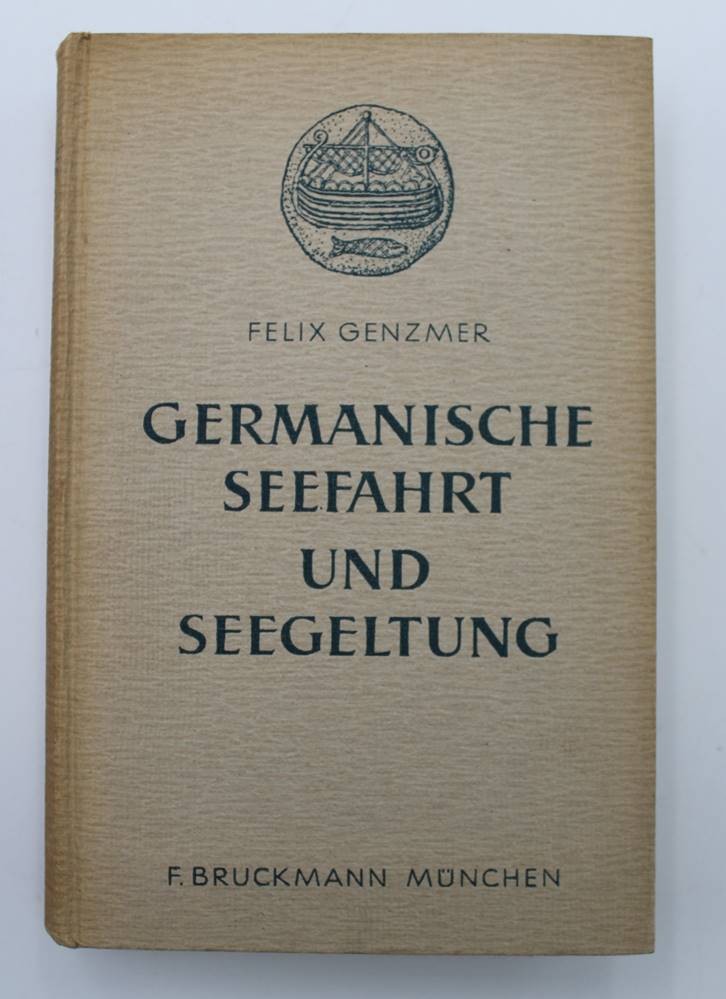 FELIX GENZMER
GERMANISCHE
SEEFAHRT
UND
SEEGELTUNG
F. BRUCKMANN MÜNCHEN